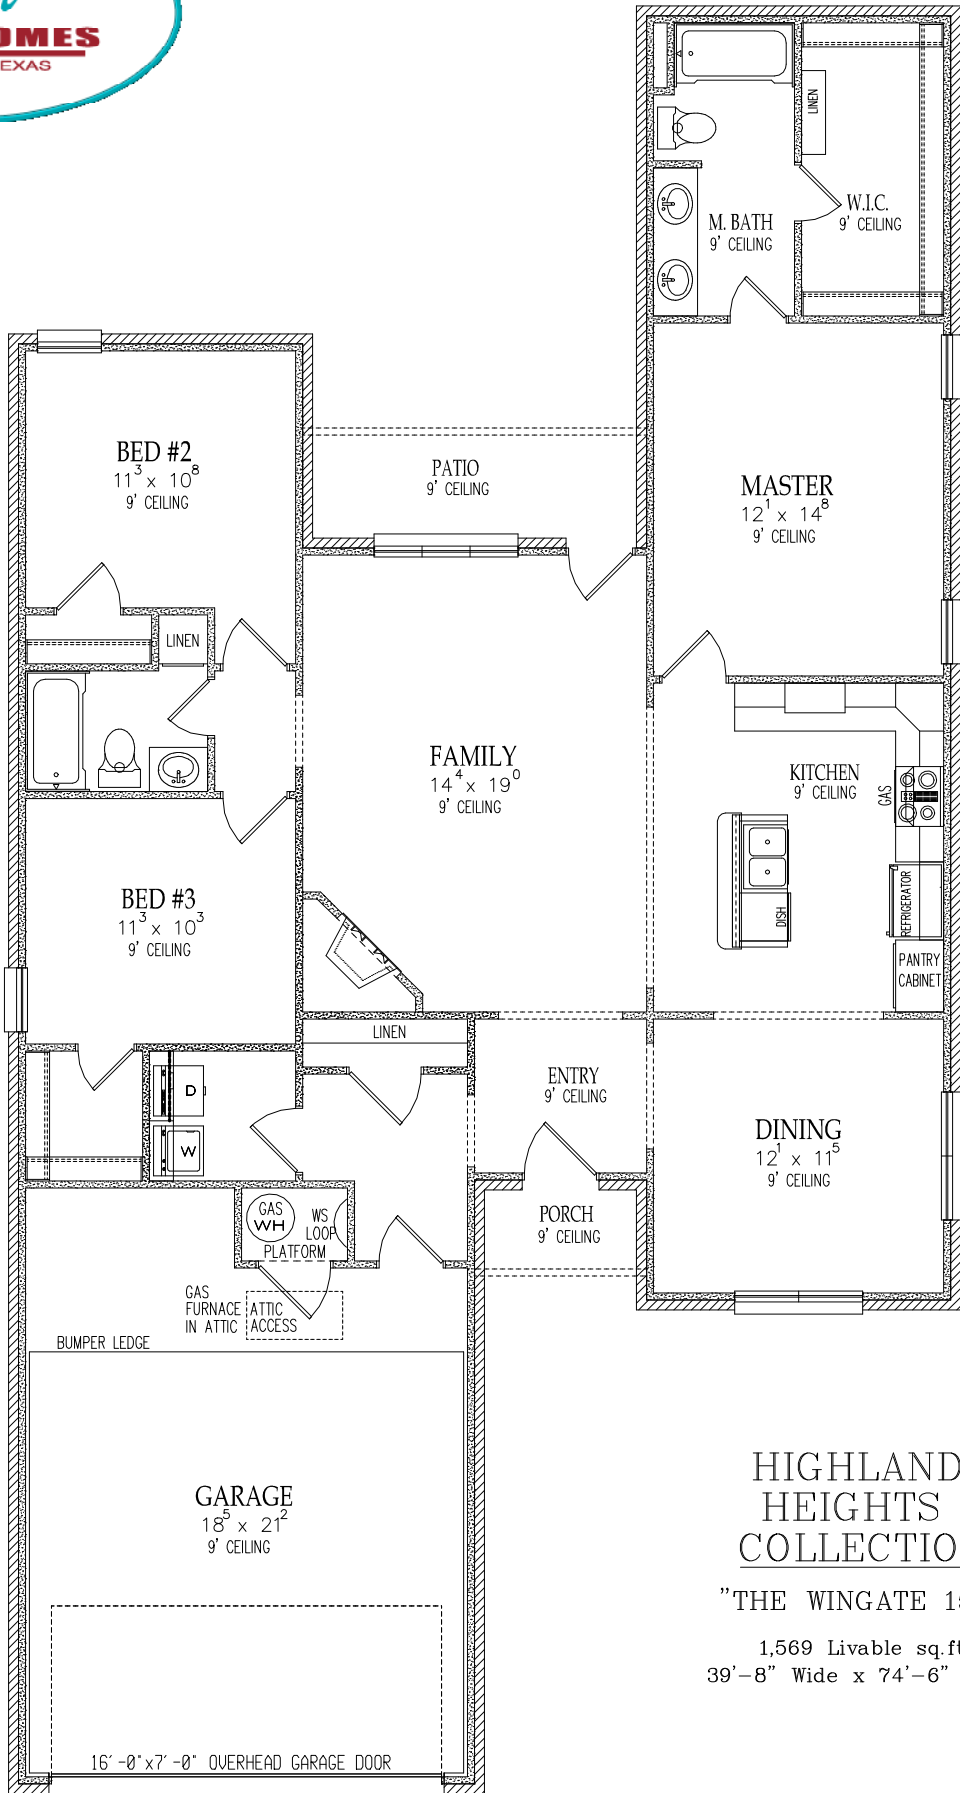 OMES
EXAS
LINEN
W.I.C.
9' CEILING
M. BATH
9' CEILING
BED #2
11³ x 10⁸
9' CEILING
PATIO
9' CEILING
MASTER
12¹ x 14⁸
9' CEILING
LINEN
FAMILY
14⁴ x 19⁰
9' CEILING
KITCHEN
9' CEILING
GAS
BED #3
11³ x 10³
9' CEILING
DISH
REFRIGERATOR
PANTRY
CABINET
LINEN
D
W
ENTRY
9' CEILING
DINING
12¹ x 11⁵
9' CEILING
GAS
WH
WS
LOOP
PLATFORM
PORCH
9' CEILING
GAS
FURNACE
IN ATTIC
ATTIC
ACCESS
BUMPER LEDGE
GARAGE
18⁵ x 21²
9' CEILING
16'-0"x7'-0" OVERHEAD GARAGE DOOR
HIGHLAND
HEIGHTS
COLLECTIO
"THE WINGATE 1
1,569 Livable sq.ft
39'-8" Wide x 74'-6"